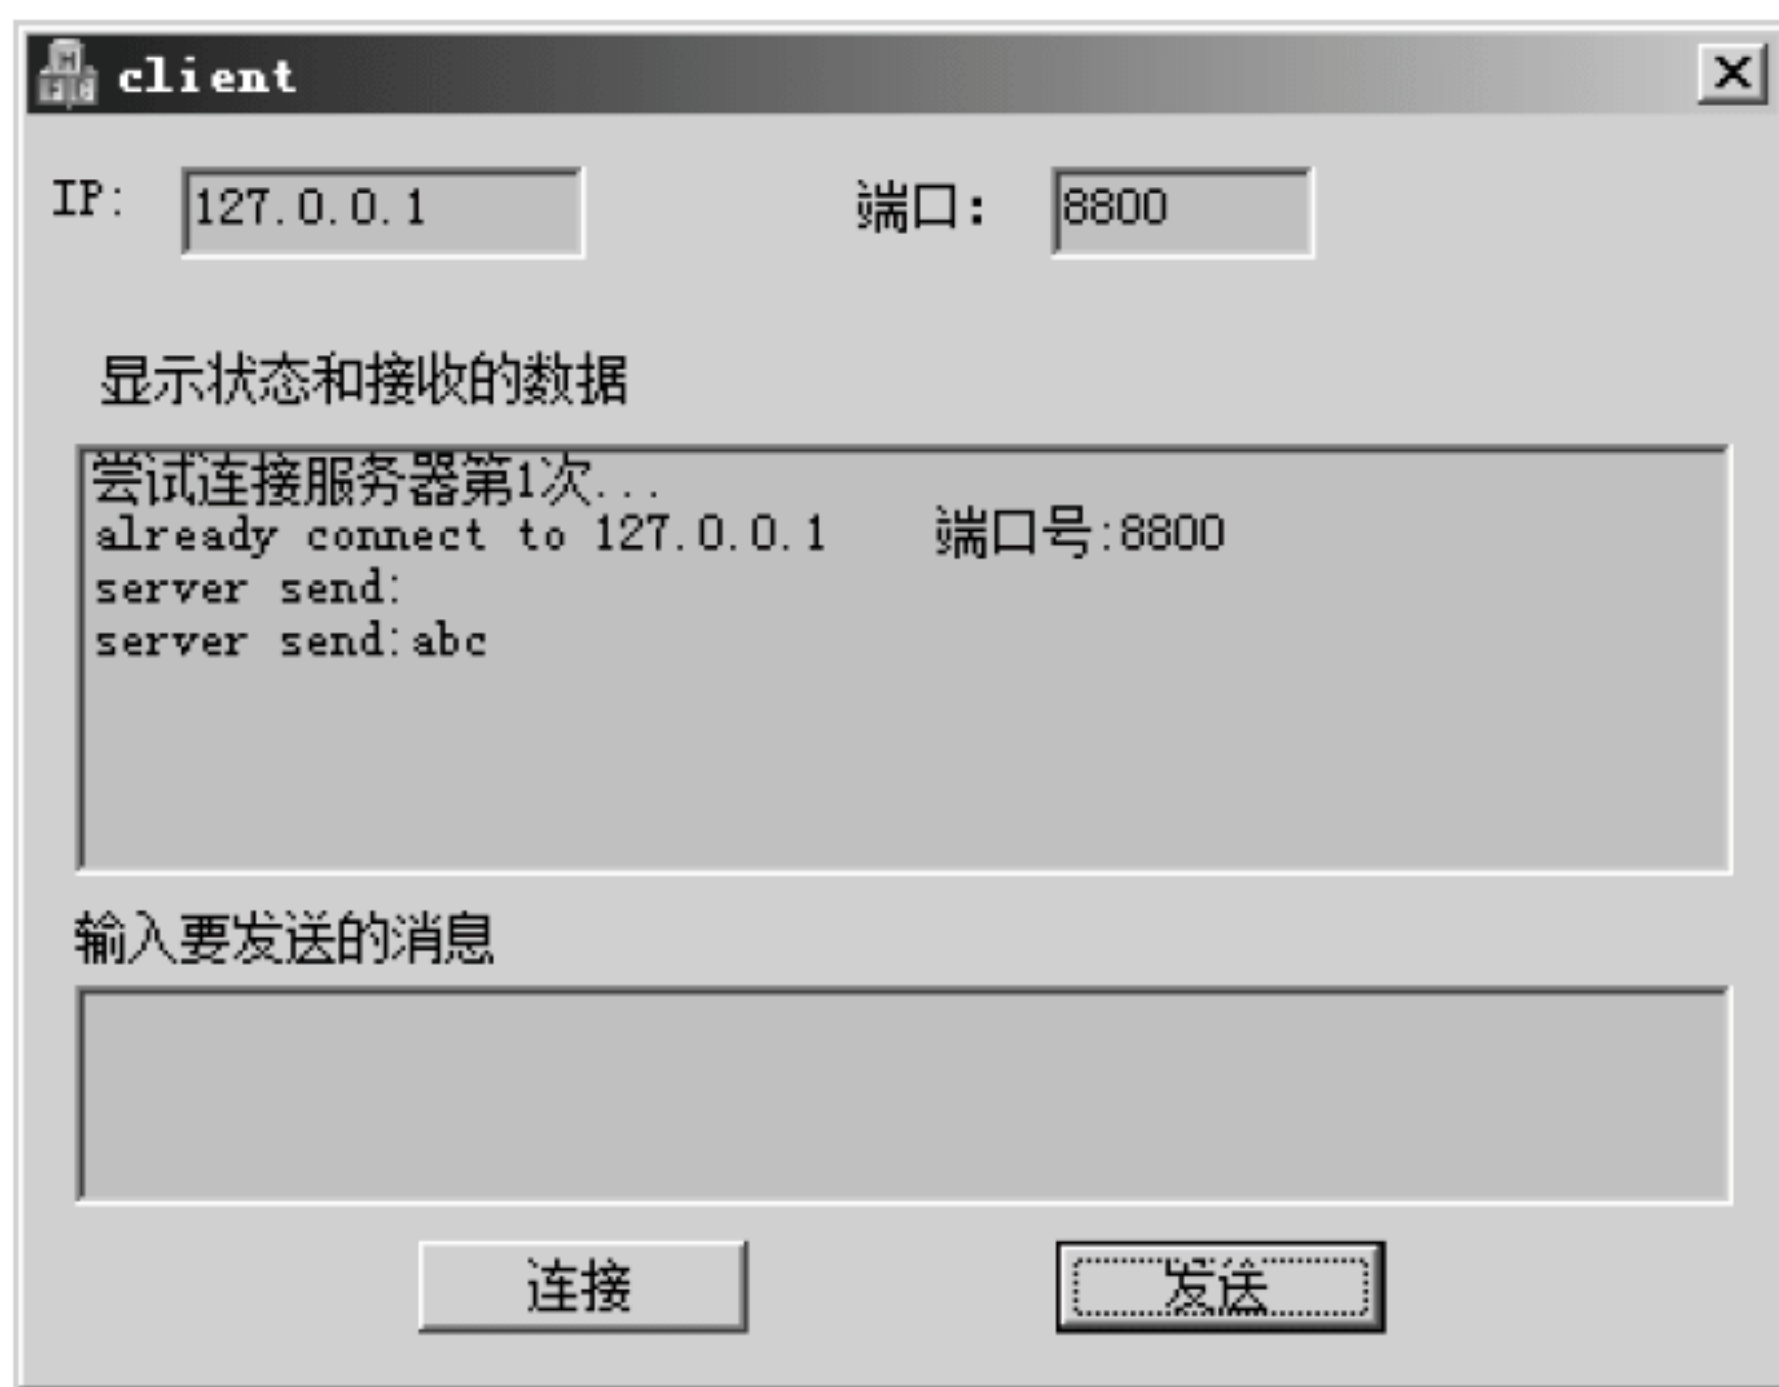 client
IP: 127.0.0.1 端口: 8800
显示状态和接收的数据
尝试连接服务器第1次...
already connect to 127.0.0.1 端口号:8800
server send:
server send:abc
输入要发送的消息
连接 发送